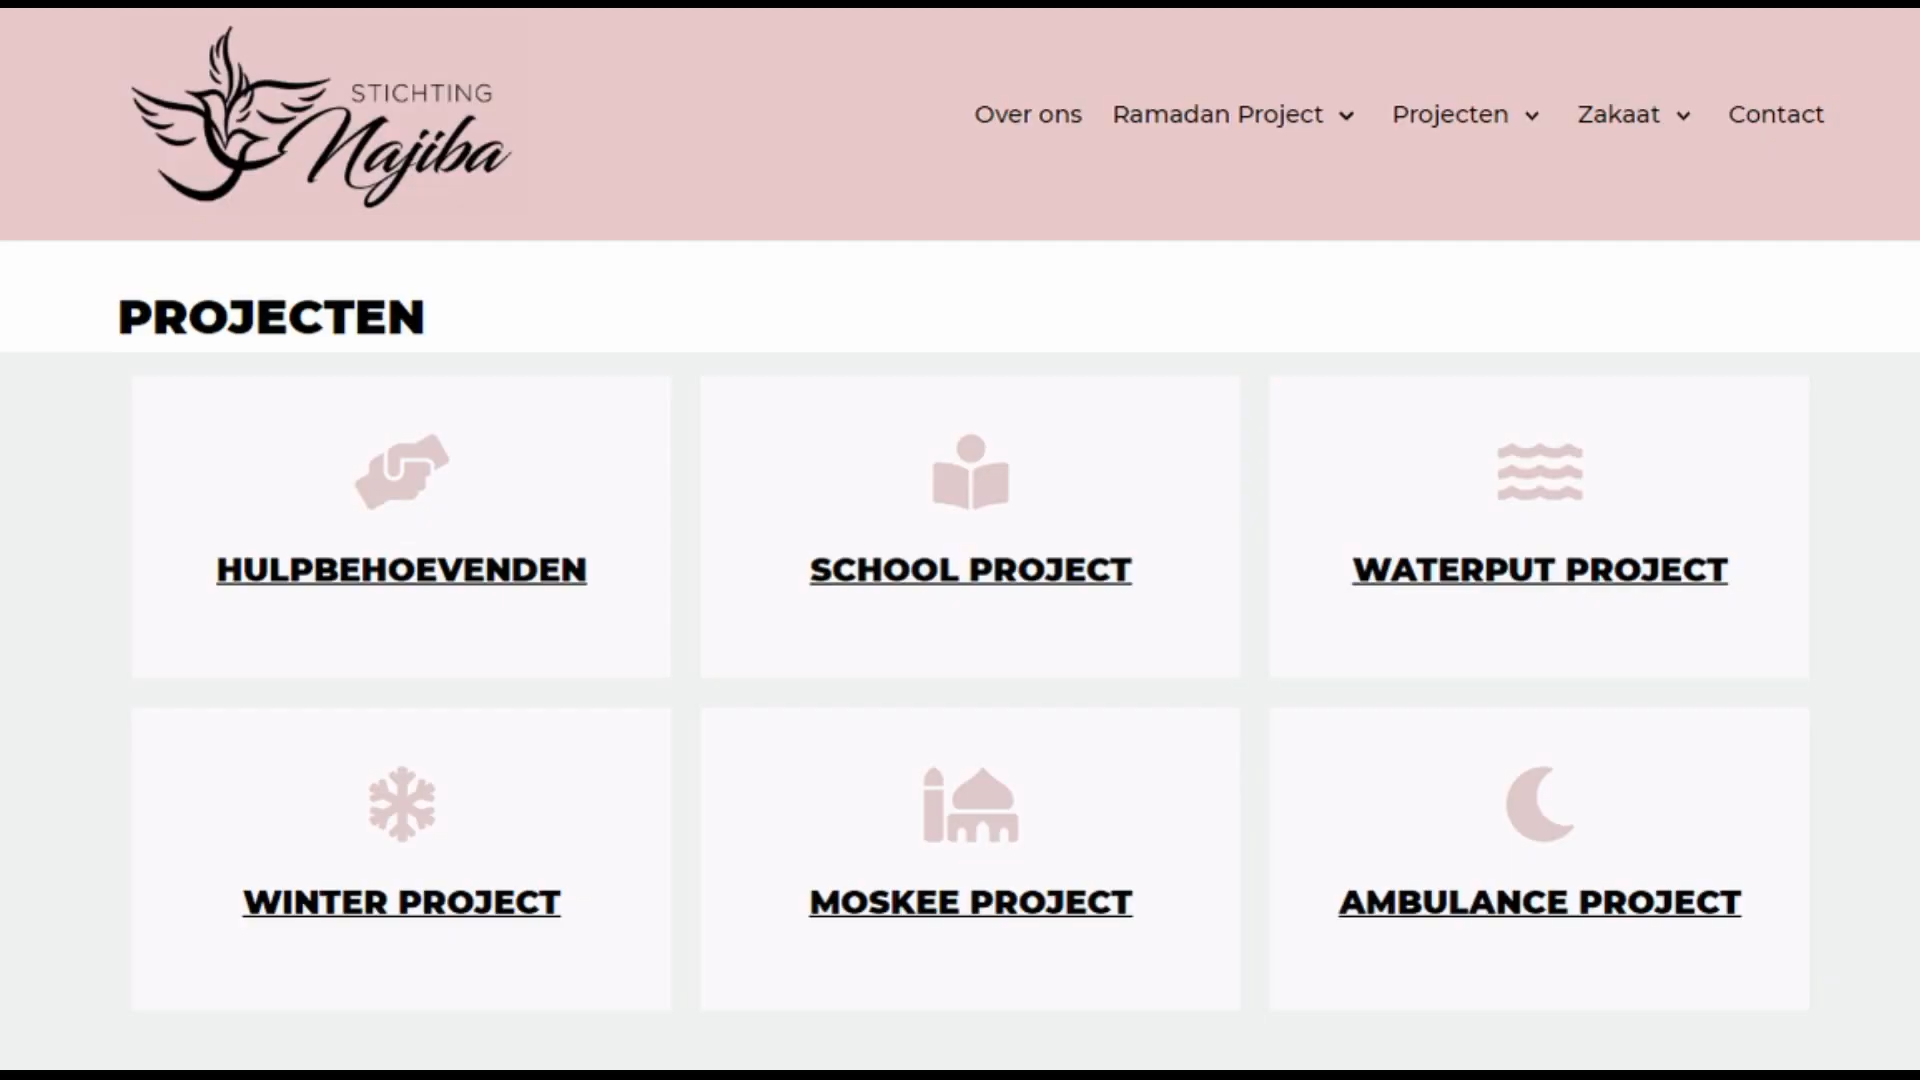 STICHTING
Najiba
Over ons Ramadan Project Projecten Zakaat Contact
PROJECTEN
HULPBEHOEVENDEN SCHOOL PROJECT WATERPUT PROJECT
WINTER PROJECT MOSKEE PROJECT AMBULANCE PROJECT